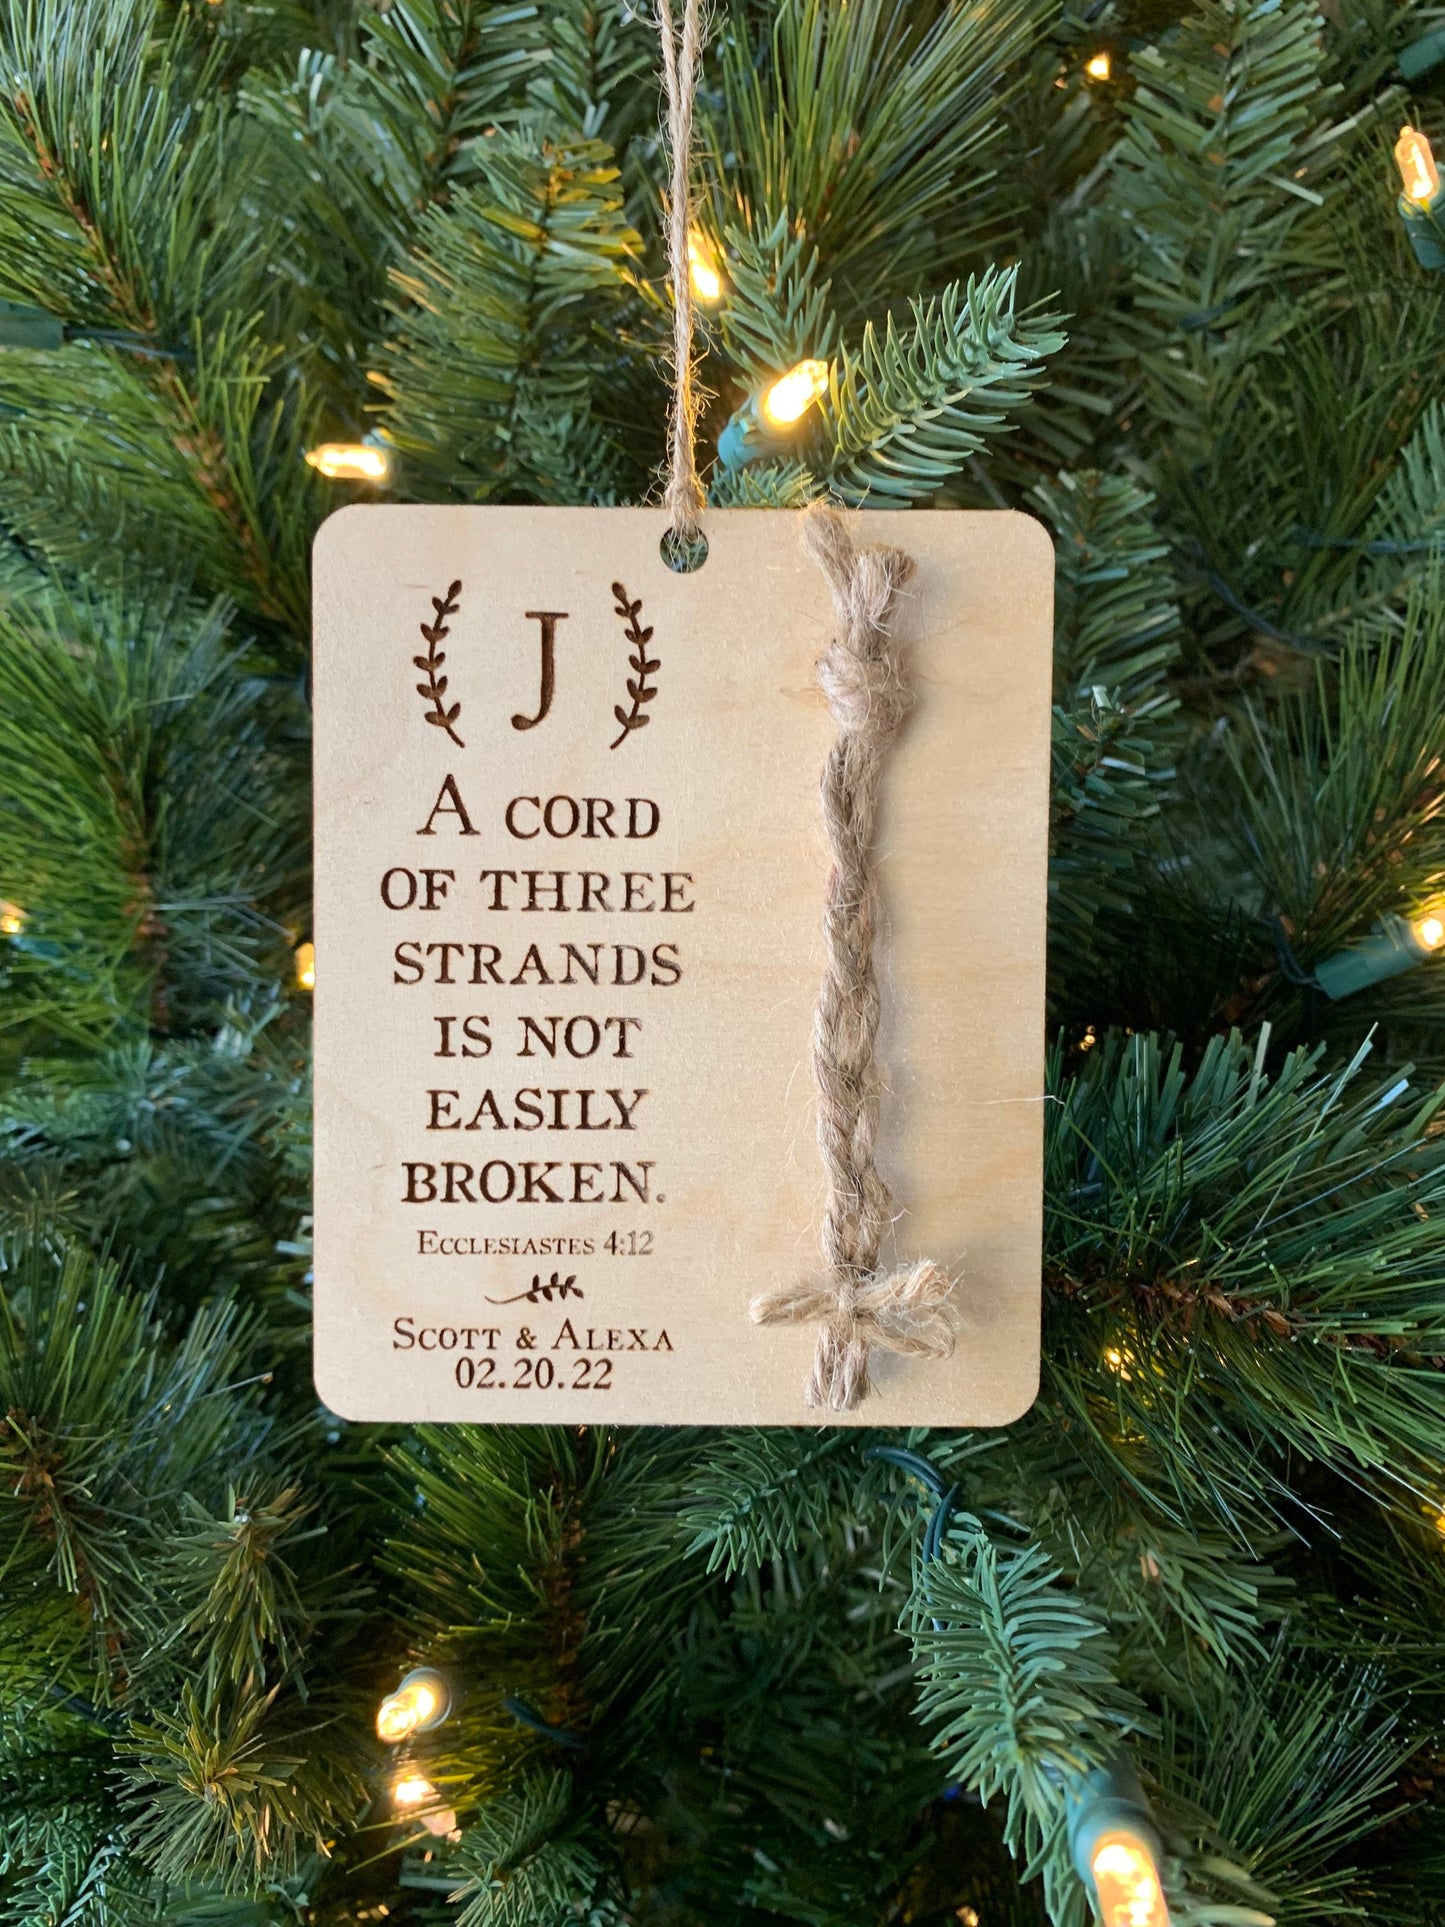 J
A CORD
OF THREE
STRANDS
IS NOT
EASILY
BROKEN.
ECCLESIASTES 4:12
SCOTT & ALEXA
02.20.22